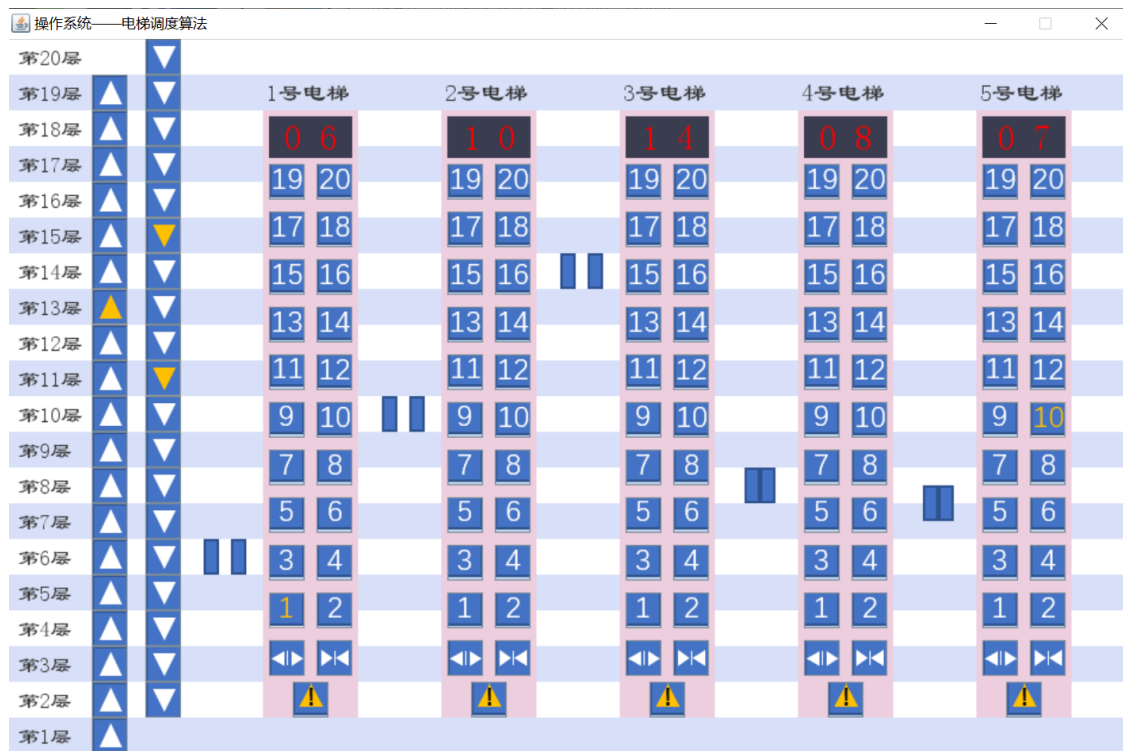 操作系统——电梯调度算法
第20层
第19层 1号电梯 2号电梯 3号电梯 4号电梯 5号电梯
第18层 06 10 14 08 07
第17层 19 20 19 20 19 20 19 20 19 20
第16层
第15层 17 18 17 18 17 18 17 18 17 18
第14层 15 16 15 16 15 16 15 16 15 16
第13层 13 14 13 14 13 14 13 14 13 14
第12层
第11层 11 12 11 12 11 12 11 12 11 12
第10层 9 10 9 10 9 10 9 10 9 10
第9层
第8层 7 8 7 8 7 8 7 8 7 8
第7层 5 6 5 6 5 6 5 6 5 6
第6层 3 4 3 4 3 4 3 4 3 4
第5层 1 2 1 2 1 2 1 2 1 2
第4层
第3层
第2层
第1层